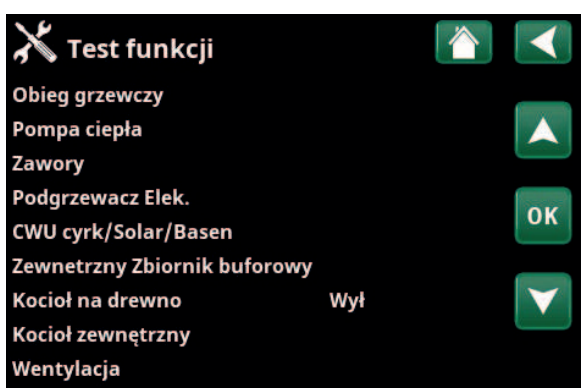 Test funkcji
Obieg grzewczy
Pompa ciepła
Zawory
Podgrzewacz Elek.
OK
CWU cyrk/Solar/Basen
Zewnetrzny Zbiornik buforowy
Kocioł na drewno Wył
Kocioł zewnętrzny
Wentylacja